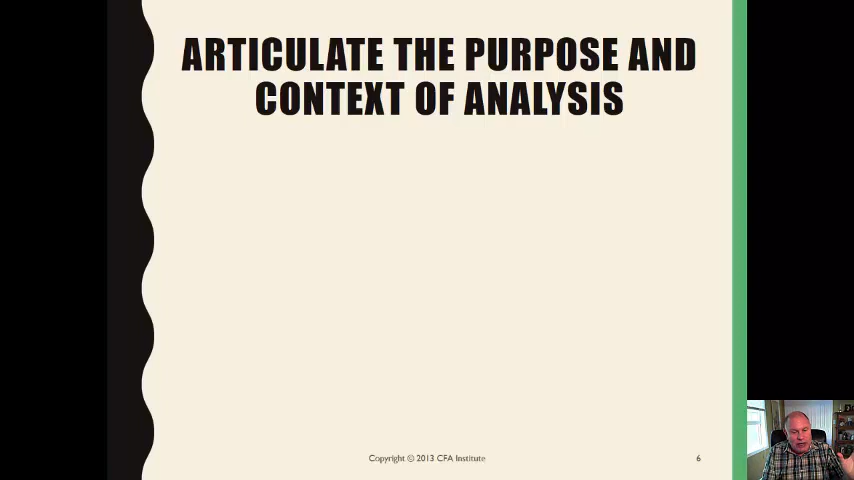 ARTICULATE THE PURPOSE AND
CONTEXT OF ANALYSIS
Copyright © 2013 CFA Institute
6